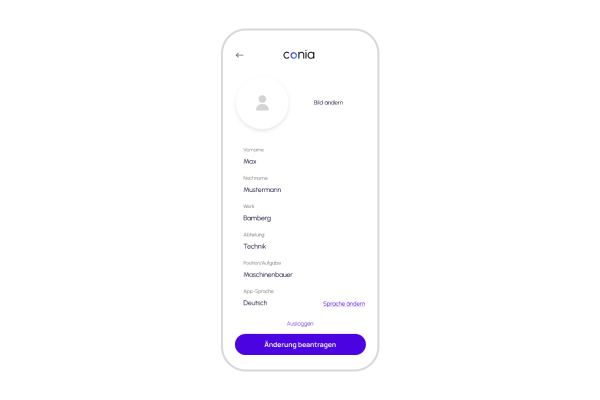 conia
Bild ändern
Vorname
Max
Nachname
Mustermann
Werk
Bamberg
Abteilung
Technik
Position/Aufgabe
Maschinenbauer
App-Sprache
Deutsch
Sprache ändern
Ausloggen
Änderung beantragen